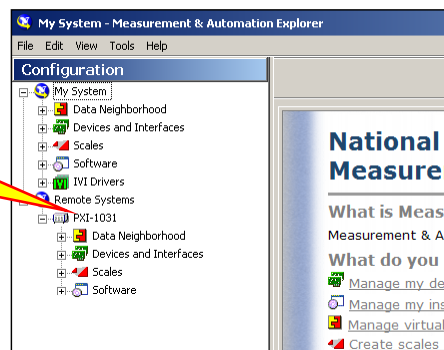 My System - Measurement & Automation Explorer
File Edit View Tools Help
Configuration
My System
Data Neighborhood
Devices and Interfaces
Scales
Software
IVI Drivers
Remote Systems
PXI-1031
Data Neighborhood
Devices and Interfaces
Scales
Software
National
Measure
What is Meas
Measurement & A
What do you
Manage my de
Manage my ins
Manage virtual
Create scales